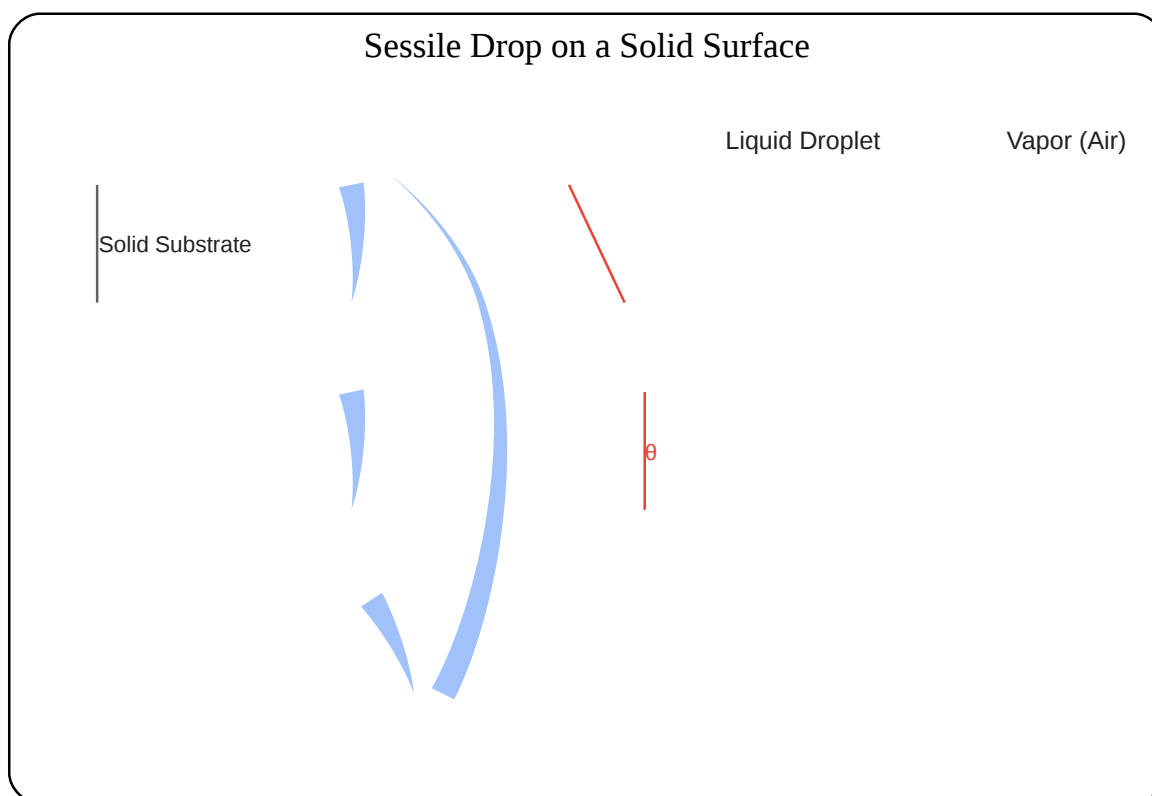 Sessile Drop on a Solid Surface
Liquid Droplet
Vapor (Air)
Solid Substrate
θ